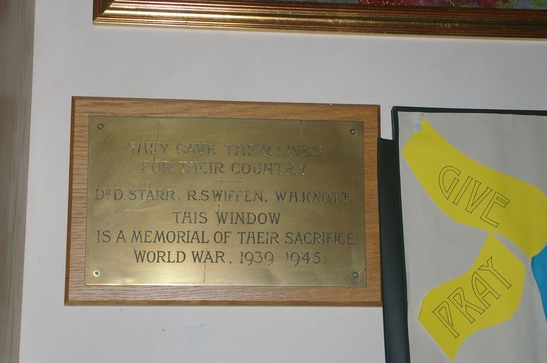 THEY GAVE THEIR LIVES
FOR THEIR COUNTRY
DR D. STARR. R.S WIFFEN, W.H.KNOTT
THIS WINDOW
IS A MEMORIAL OF THEIR SACRIFICE
WORLD WAR. 1939-1945.
GIVE
PRAY